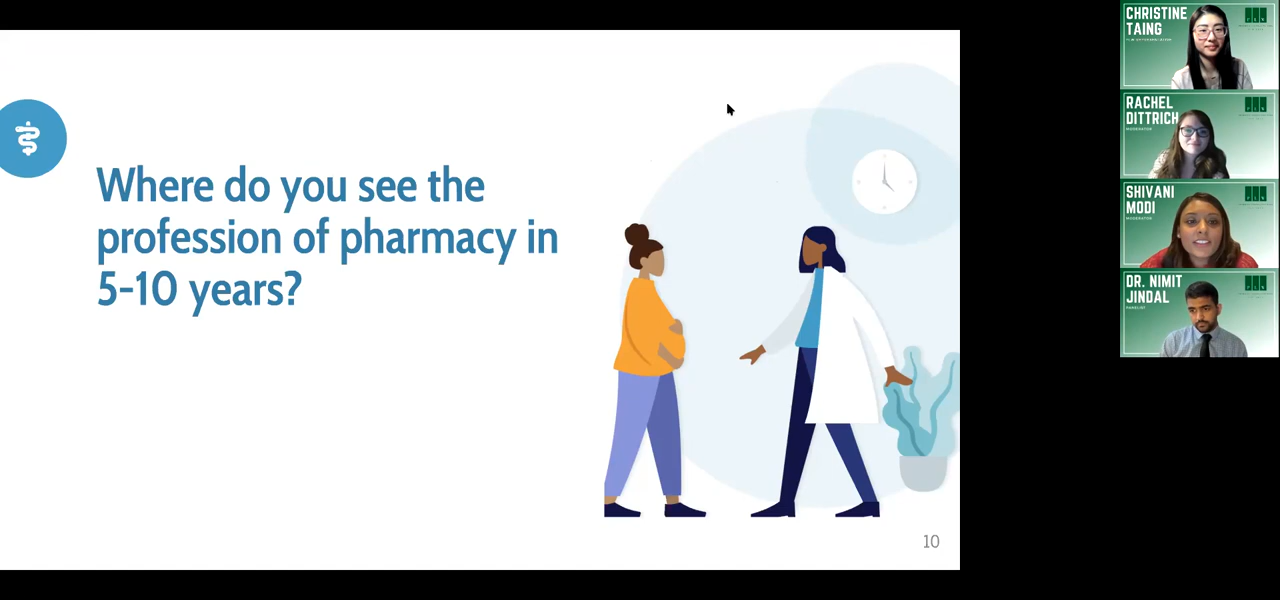 Where do you see the
profession of pharmacy in
5-10 years?
10
CHRISTINE
TAING
RACHEL
DITTRICH
MODERATOR
SHIVANI
MODI
MODERATOR
DR. NIMIT
JINDAL
PANELIST